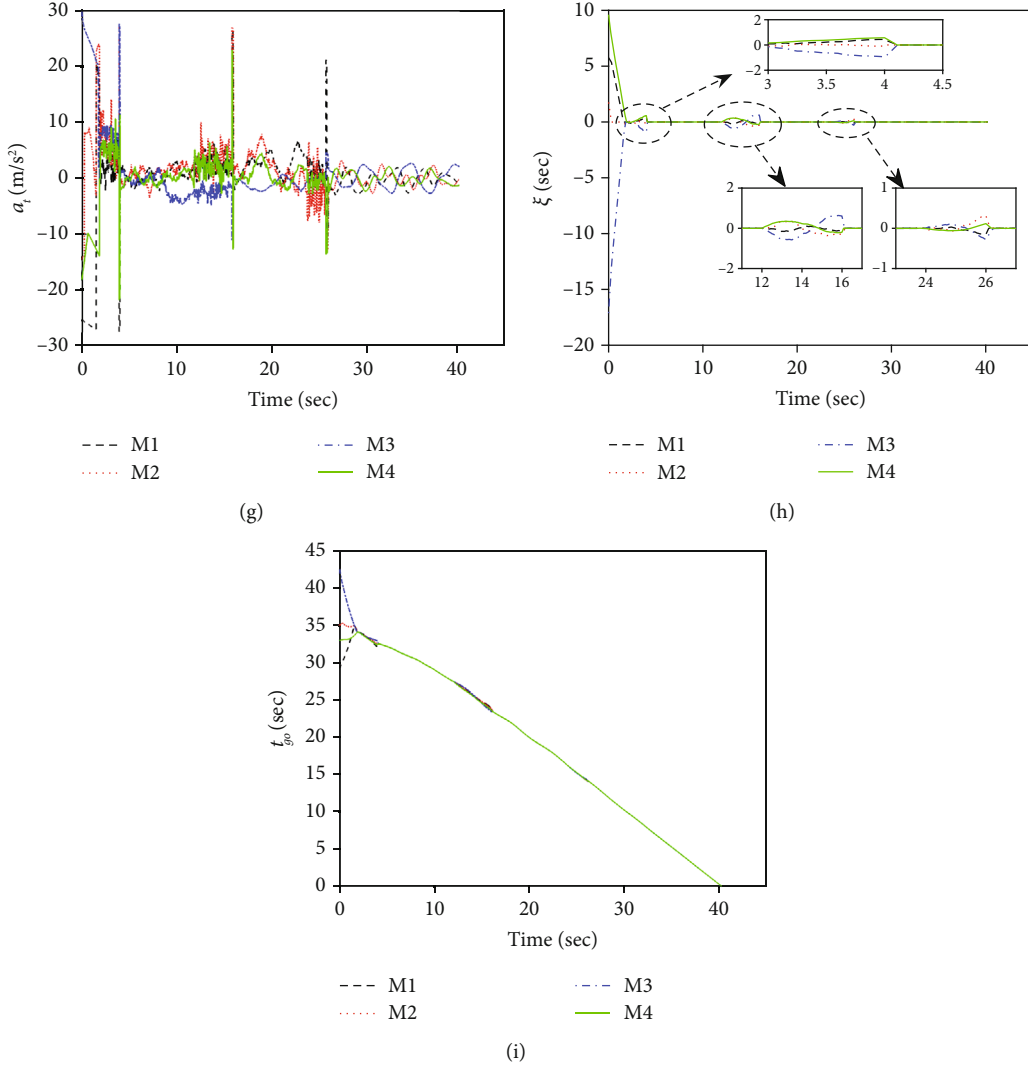 30
20
10
0
−10
−20
−30
a_t (m/s²)
0 10 20 30 40
Time (sec)
M1 M3
M2 M4
(g)
10
5
0
−5
−10
−15
−20
ξ (sec)
2
0
−2
3 3.5 4 4.5
2
0
−2
12 14 16
1
0
−1
24 26
0 10 20 30 40
Time (sec)
M1 M3
M2 M4
(h)
45
40
35
30
25
20
15
10
5
0
t_go (sec)
0 10 20 30 40
Time (sec)
M1 M3
M2 M4
(i)